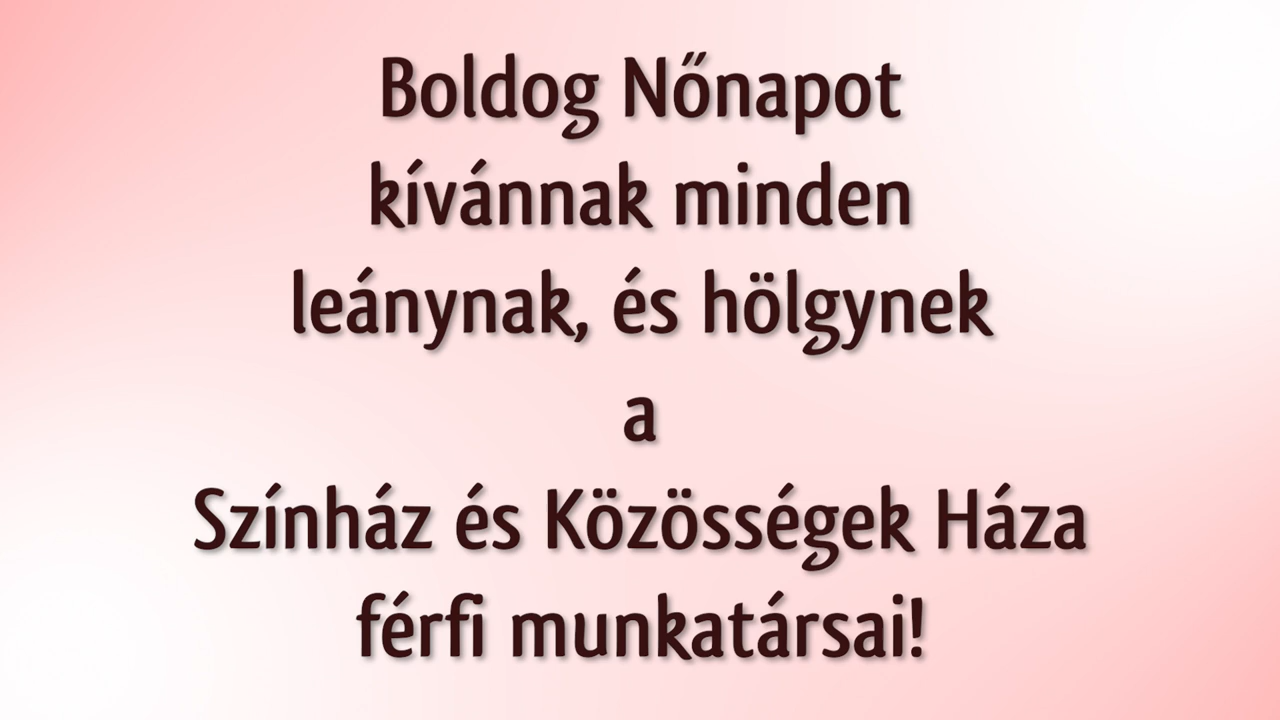 Boldog Nőnapot
kívánnak minden
leánynak, és hölgynek
a
Színház és Közösségek Háza
férfi munkatársai!